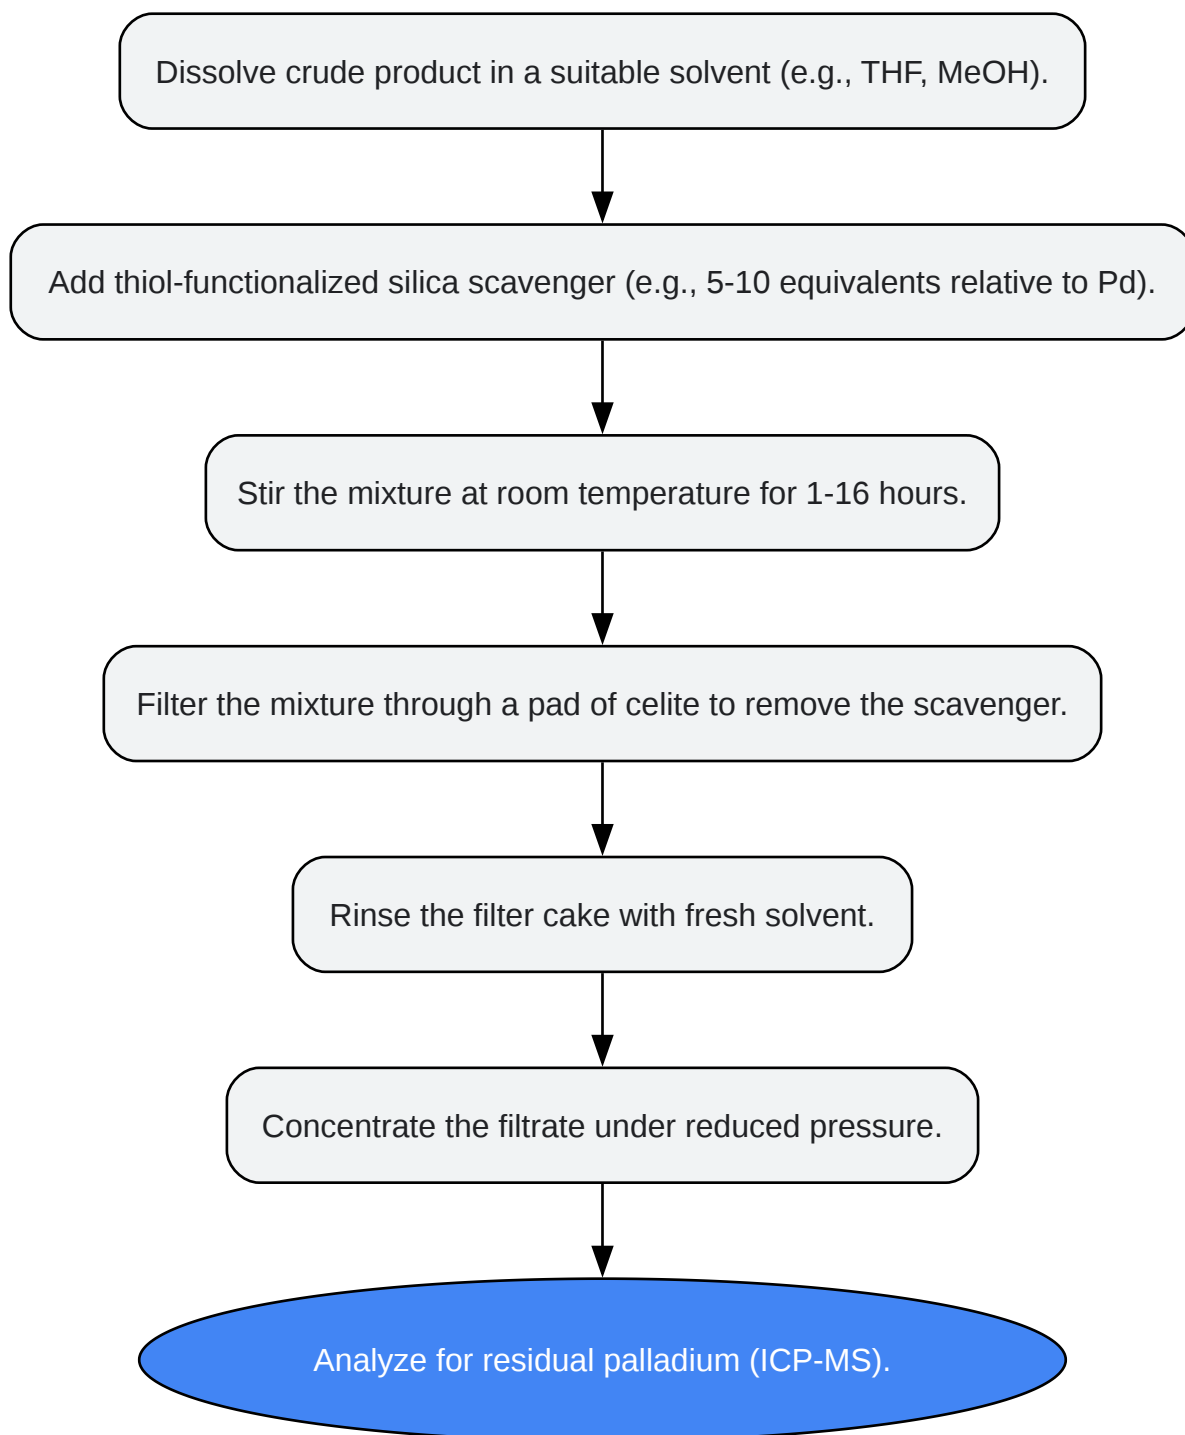 Dissolve crude product in a suitable solvent (e.g., THF, MeOH).
Add thiol-functionalized silica scavenger (e.g., 5-10 equivalents relative to Pd).
Stir the mixture at room temperature for 1-16 hours.
Filter the mixture through a pad of celite to remove the scavenger.
Rinse the filter cake with fresh solvent.
Concentrate the filtrate under reduced pressure.
Analyze for residual palladium (ICP-MS).